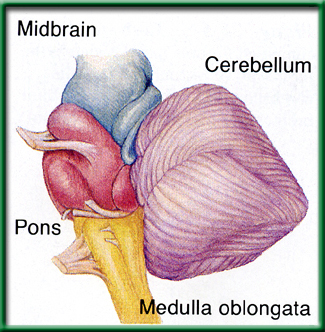 Midbrain
Cerebellum
Pons
Medulla oblongata